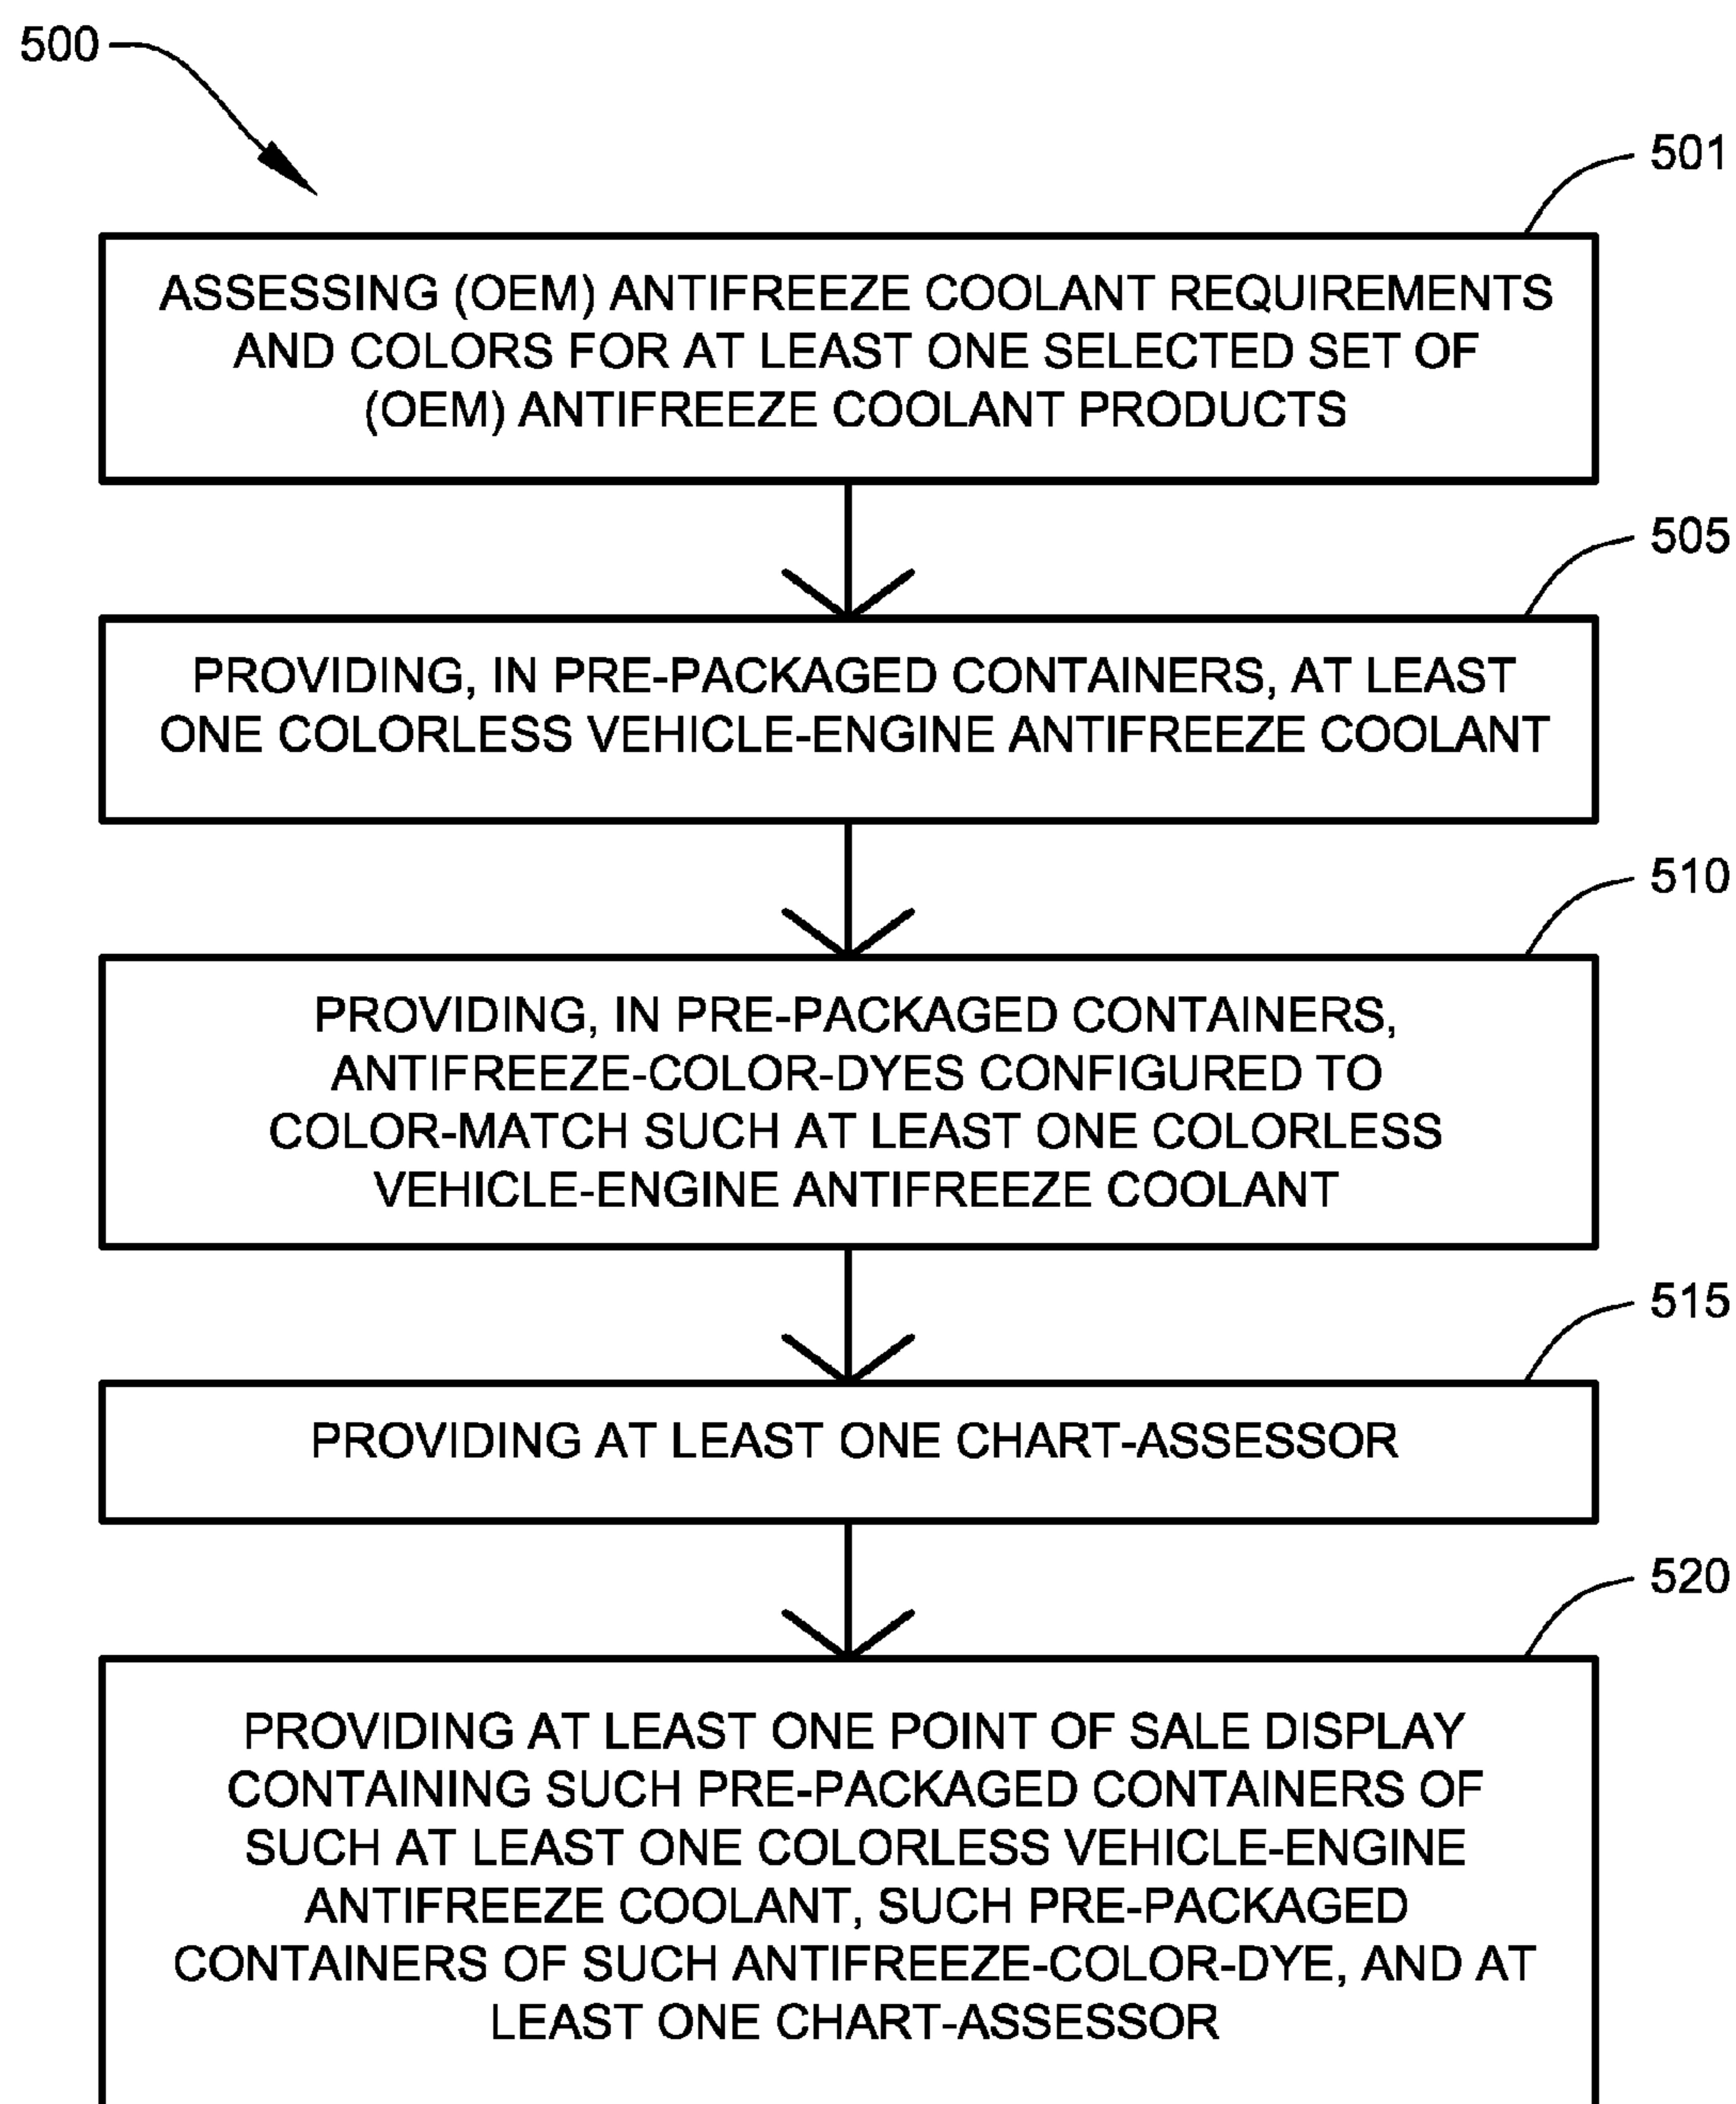 500
501
ASSESSING (OEM) ANTIFREEZE COOLANT REQUIREMENTS
AND COLORS FOR AT LEAST ONE SELECTED SET OF
(OEM) ANTIFREEZE COOLANT PRODUCTS
505
PROVIDING, IN PRE-PACKAGED CONTAINERS, AT LEAST
ONE COLORLESS VEHICLE-ENGINE ANTIFREEZE COOLANT
510
PROVIDING, IN PRE-PACKAGED CONTAINERS,
ANTIFREEZE-COLOR-DYES CONFIGURED TO
COLOR-MATCH SUCH AT LEAST ONE COLORLESS
VEHICLE-ENGINE ANTIFREEZE COOLANT
515
PROVIDING AT LEAST ONE CHART-ASSESSOR
520
PROVIDING AT LEAST ONE POINT OF SALE DISPLAY
CONTAINING SUCH PRE-PACKAGED CONTAINERS OF
SUCH AT LEAST ONE COLORLESS VEHICLE-ENGINE
ANTIFREEZE COOLANT, SUCH PRE-PACKAGED
CONTAINERS OF SUCH ANTIFREEZE-COLOR-DYE, AND AT
LEAST ONE CHART-ASSESSOR